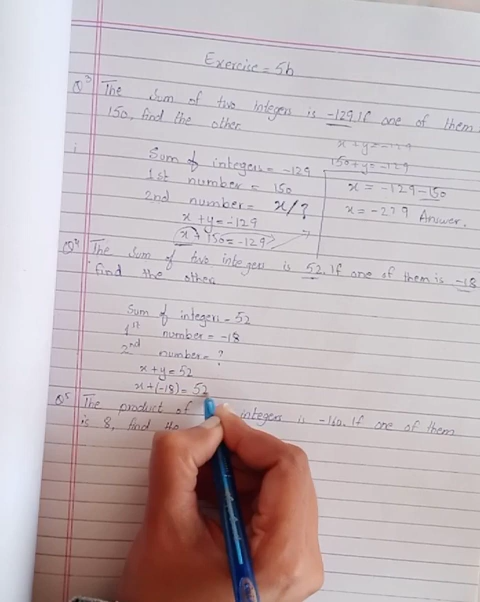 Exercise = 5b
Q3 The sum of two integers is -129. If one of them
150, find the other.
i
Sum of integers = -129
1st number = 150
2nd number = x/?
x + y = -129
x + 150 = -129
x + y = -129
150 + y = -129
x = -129 - 150
x = -279 Answer.
Q4 The sum of two integers is 52. If one of them is -18
find the other.
Sum of integers = 52
1st number = -18
2nd number = ?
x + y = 52
x + (-18) = 52
Q5 The product of integers is -160. If one of them
is 8, find